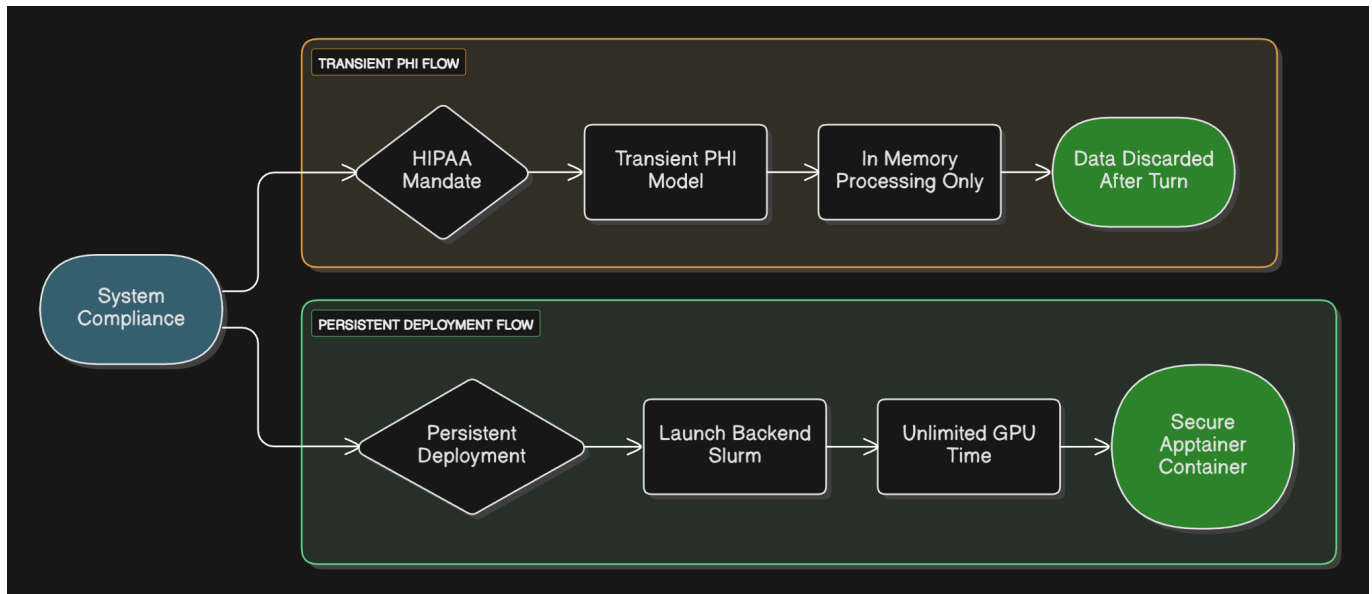 TRANSIENT PHI FLOW
HIPAA
Mandate
Transient PHI
Model
In Memory
Processing Only
Data Discarded
After Turn
System
Compliance
PERSISTENT DEPLOYMENT FLOW
Persistent
Deployment
Launch Backend
Slurm
Unlimited GPU
Time
Secure
Apptainer
Container